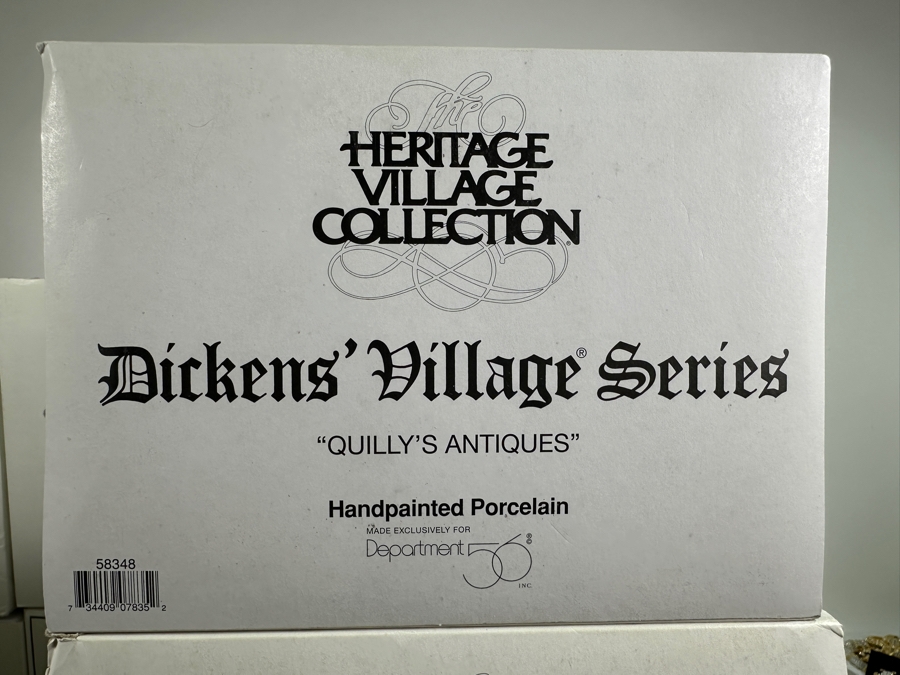 The
HERITAGE
VILLAGE
COLLECTION®
Dickens' Village® Series
“QUILLY’S ANTIQUES”
Handpainted Porcelain
MADE EXCLUSIVELY FOR
Department 56®
INC.
58348
7 34409 07835 2